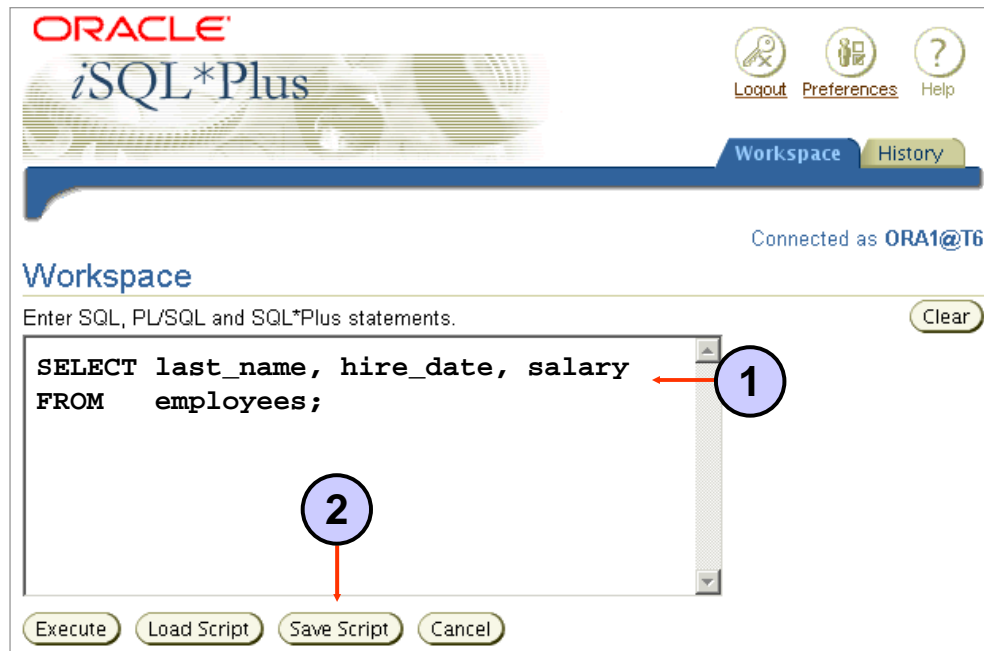 ORACLE
iSQL*Plus
Logout Preferences Help
Workspace History
Connected as ORA1@T6
Workspace
Enter SQL, PL/SQL and SQL*Plus statements.
Clear
SELECT last_name, hire_date, salary
FROM employees;
1
2
Execute Load Script Save Script Cancel